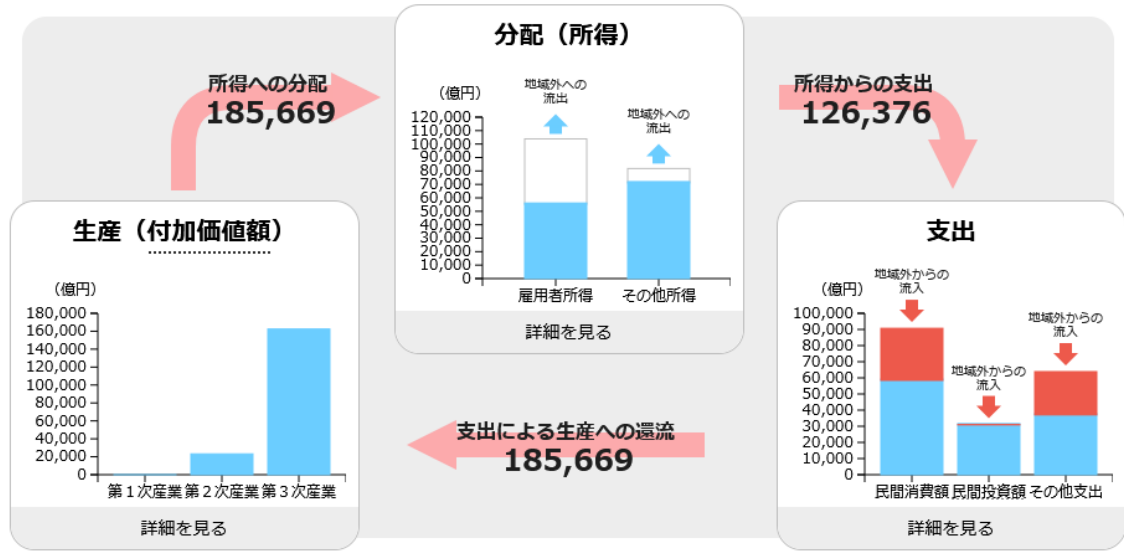 分配（所得）
所得への分配
185,669
所得からの支出
126,376
（億円）
地域外への
流出
地域外への
流出
120,000
110,000
100,000
90,000
80,000
70,000
60,000
50,000
40,000
30,000
20,000
10,000
0
雇用者所得
その他所得
詳細を見る
生産（付加価値額）
（億円）
180,000
160,000
140,000
120,000
100,000
80,000
60,000
40,000
20,000
0
第１次産業
第２次産業
第３次産業
詳細を見る
支出
（億円）
地域外からの
流入
地域外からの
流入
地域外からの
流入
100,000
90,000
80,000
70,000
60,000
50,000
40,000
30,000
20,000
10,000
0
民間消費額
民間投資額
その他支出
詳細を見る
支出による生産への還流
185,669